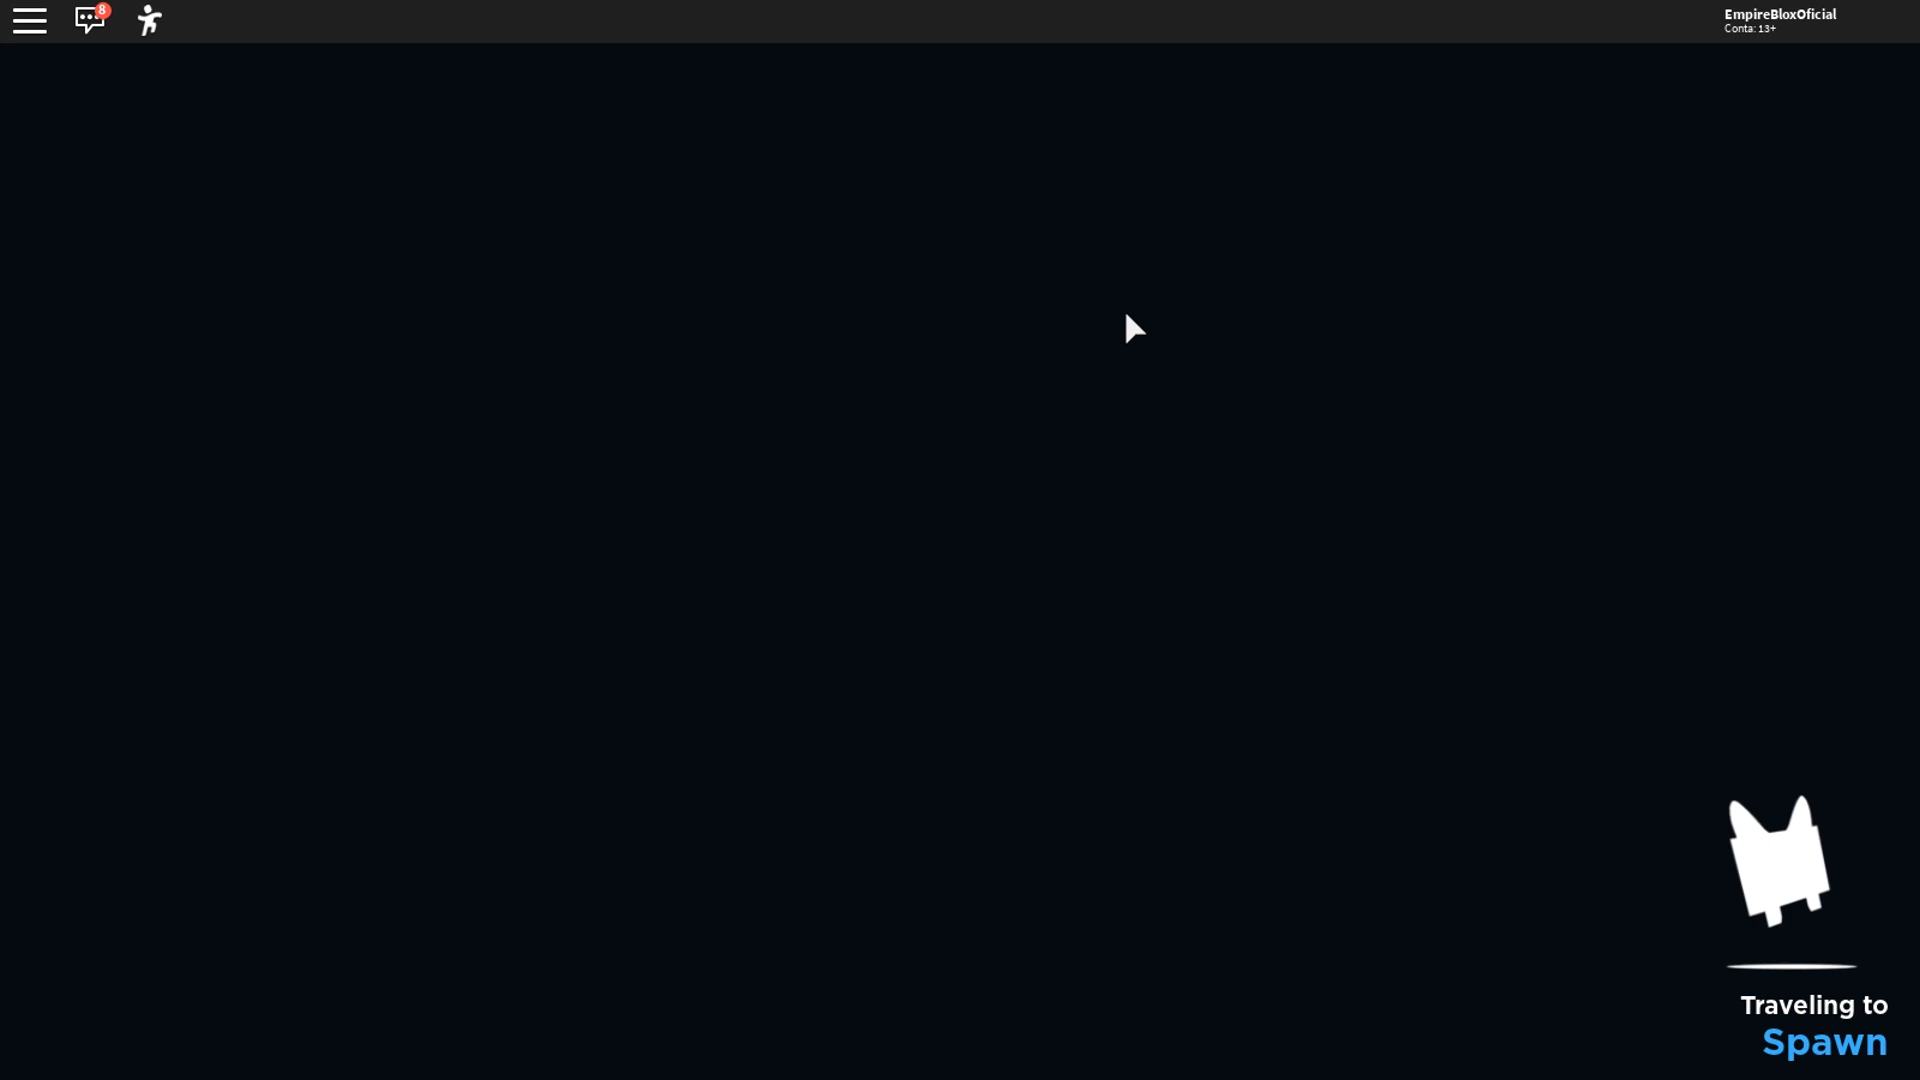 8
EmpireBloxOficial
Conta: 13+
Traveling to
Spawn